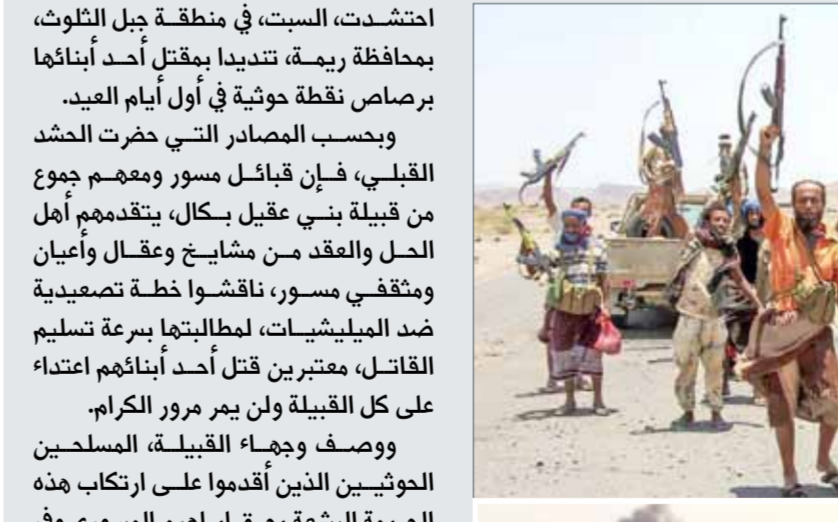 احتشدت، السبت، في منطقة جبل الثلوث،
بمحافظة ريمة، تنديدا بمقتل أحد أبنائها
برصاص نقطة حوثية في أول أيام العيد.
وبحسب المصادر التي حضرت الحشد
القبلي، فإن قبائل مسور ومعهم جموع
من قبيلة بني عقيل بكال، يتقدمهم أهل
الحل والعقد من مشايخ وعقال وأعيان
ومثقفي مسور، ناقشوا خطة تصعيدية
ضد الميليشيات، لمطالبتها بسرعة تسليم
القاتل، معتبرين قتل أحد أبنائهم اعتداء
على كل القبيلة ولن يمر مرور الكرام.
ووصف وجهاء القبيلة، المسلحين
الحوثيين الذين أقدموا على ارتكاب هذه